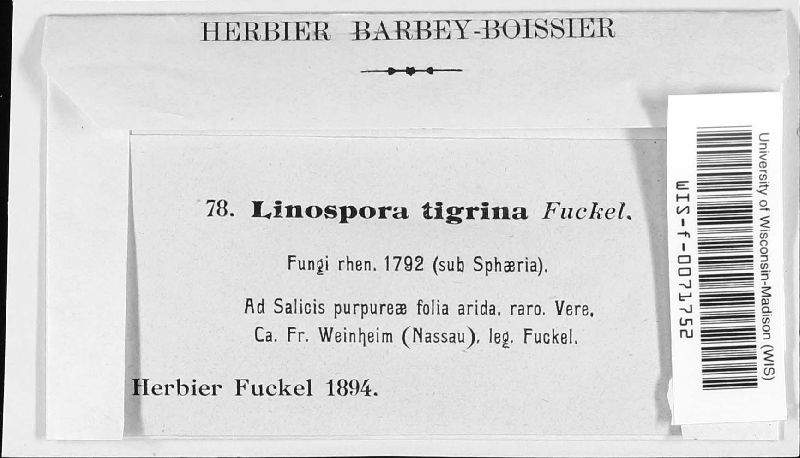 HERBIER BARBEY-BOISSIER
78. Linospora tigrina Fuckel.
Fungi rhen. 1792 (sub Sphæria).
Ad Salicis purpureæ folia arida. raro. Vere.
Ca. Fr. Weinheim (Nassau), leg. Fuckel.
Herbier Fuckel 1894.
University of Wisconsin-Madison (WIS)
WIS-f-0071752